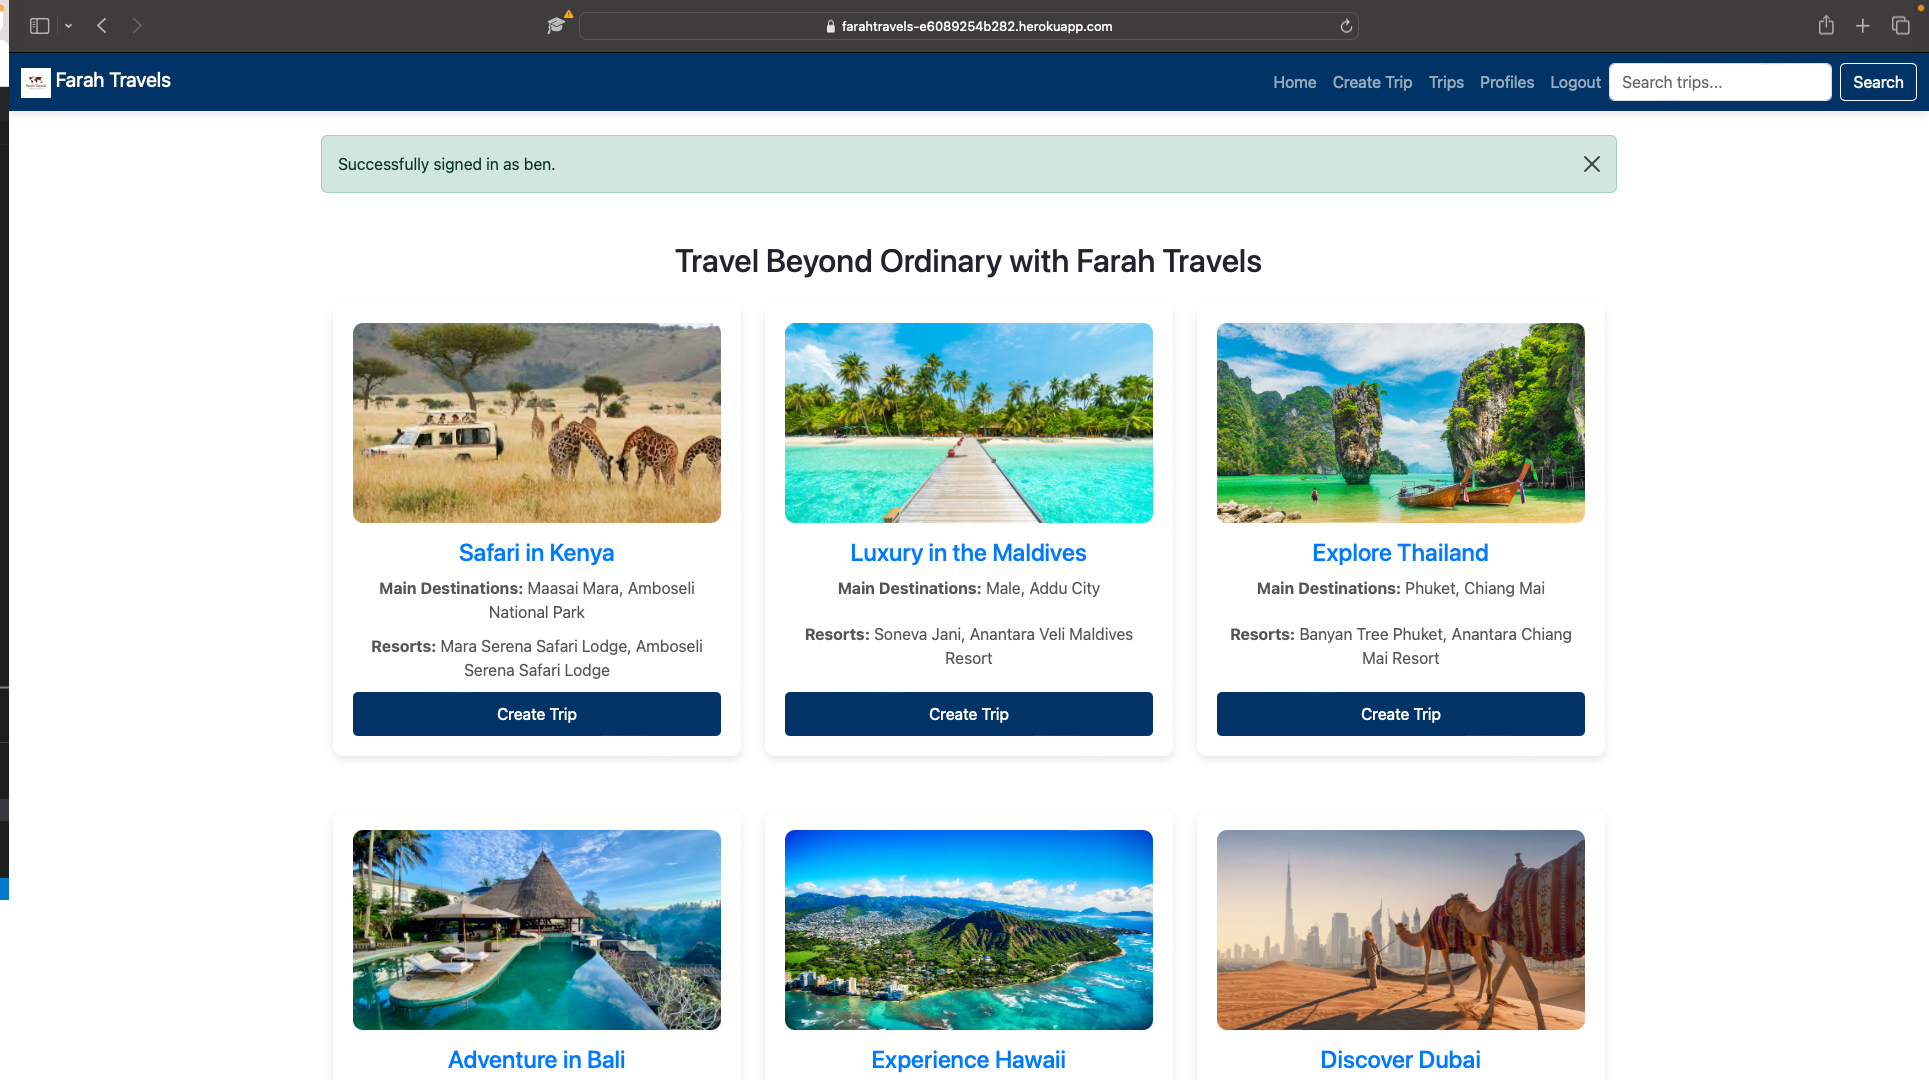 farahtravels-e6089254b282.herokuapp.com
Farah Travels
Home Create Trip Trips Profiles Logout Search trips... Search
Successfully signed in as ben.
Travel Beyond Ordinary with Farah Travels
Safari in Kenya
Main Destinations: Maasai Mara, Amboseli
National Park
Resorts: Mara Serena Safari Lodge, Amboseli
Serena Safari Lodge
Create Trip
Luxury in the Maldives
Main Destinations: Male, Addu City
Resorts: Soneva Jani, Anantara Veli Maldives
Resort
Create Trip
Explore Thailand
Main Destinations: Phuket, Chiang Mai
Resorts: Banyan Tree Phuket, Anantara Chiang
Mai Resort
Create Trip
Adventure in Bali
Experience Hawaii
Discover Dubai